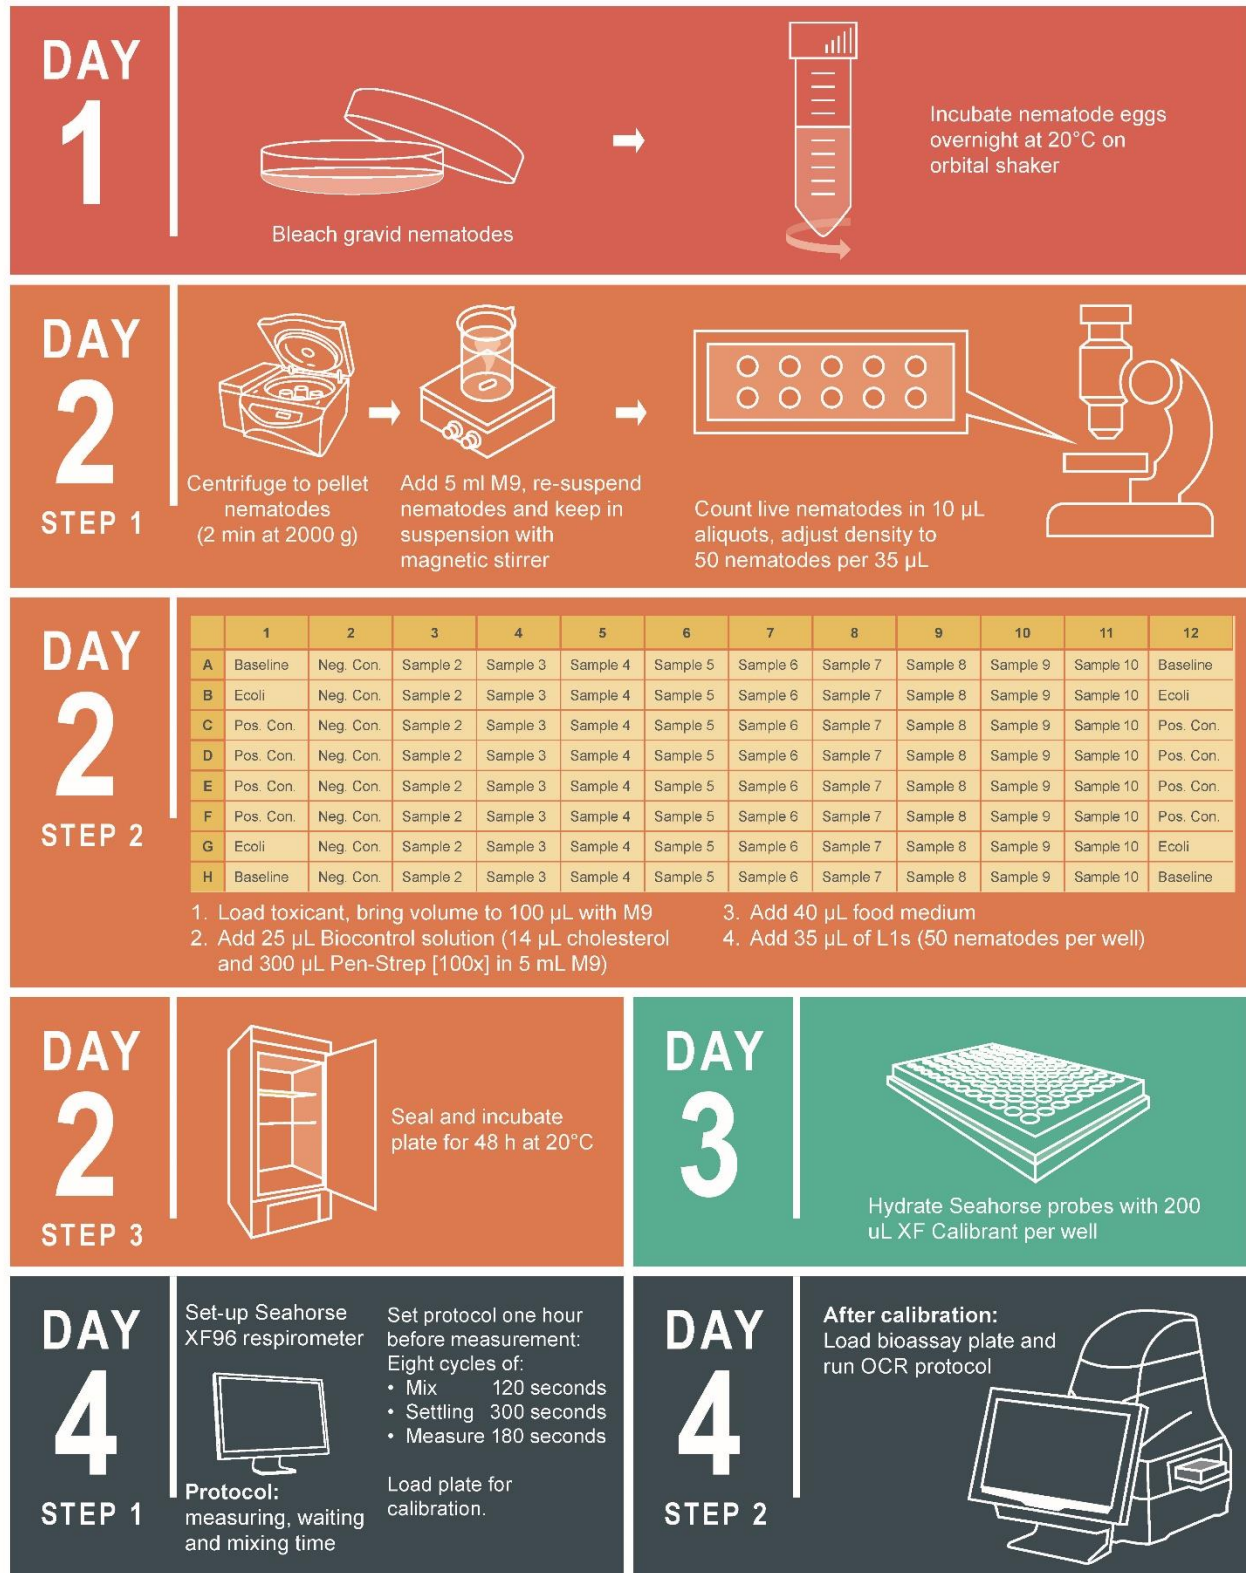 DAY
1
Bleach gravid nematodes
Incubate nematode eggs
overnight at 20°C on
orbital shaker
DAY
2
STEP 1
Centrifuge to pellet
nematodes
(2 min at 2000 g)
Add 5 ml M9, re-suspend
nematodes and keep in
suspension with
magnetic stirrer
Count live nematodes in 10 µL
aliquots, adjust density to
50 nematodes per 35 µL
DAY
2
STEP 2
1 2 3 4 5 6 7 8 9 10 11 12
A Baseline Neg. Con. Sample 2 Sample 3 Sample 4 Sample 5 Sample 6 Sample 7 Sample 8 Sample 9 Sample 10 Baseline
B Ecoli Neg. Con. Sample 2 Sample 3 Sample 4 Sample 5 Sample 6 Sample 7 Sample 8 Sample 9 Sample 10 Ecoli
C Pos. Con. Neg. Con. Sample 2 Sample 3 Sample 4 Sample 5 Sample 6 Sample 7 Sample 8 Sample 9 Sample 10 Pos. Con.
D Pos. Con. Neg. Con. Sample 2 Sample 3 Sample 4 Sample 5 Sample 6 Sample 7 Sample 8 Sample 9 Sample 10 Pos. Con.
E Pos. Con. Neg. Con. Sample 2 Sample 3 Sample 4 Sample 5 Sample 6 Sample 7 Sample 8 Sample 9 Sample 10 Pos. Con.
F Pos. Con. Neg. Con. Sample 2 Sample 3 Sample 4 Sample 5 Sample 6 Sample 7 Sample 8 Sample 9 Sample 10 Pos. Con.
G Ecoli Neg. Con. Sample 2 Sample 3 Sample 4 Sample 5 Sample 6 Sample 7 Sample 8 Sample 9 Sample 10 Ecoli
H Baseline Neg. Con. Sample 2 Sample 3 Sample 4 Sample 5 Sample 6 Sample 7 Sample 8 Sample 9 Sample 10 Baseline
1. Load toxicant, bring volume to 100 µL with M9
2. Add 25 µL Biocontrol solution (14 µL cholesterol
and 300 µL Pen-Strep [100x] in 5 mL M9)
3. Add 40 µL food medium
4. Add 35 µL of L1s (50 nematodes per well)
DAY
2
STEP 3
Seal and incubate
plate for 48 h at 20°C
DAY
3
Hydrate Seahorse probes with 200
uL XF Calibrant per well
DAY
4
STEP 1
Set-up Seahorse
XF96 respirometer
Protocol:
measuring, waiting
and mixing time
Set protocol one hour
before measurement:
Eight cycles of:
• Mix 120 seconds
• Settling 300 seconds
• Measure 180 seconds
Load plate for
calibration.
DAY
4
STEP 2
After calibration:
Load bioassay plate and
run OCR protocol